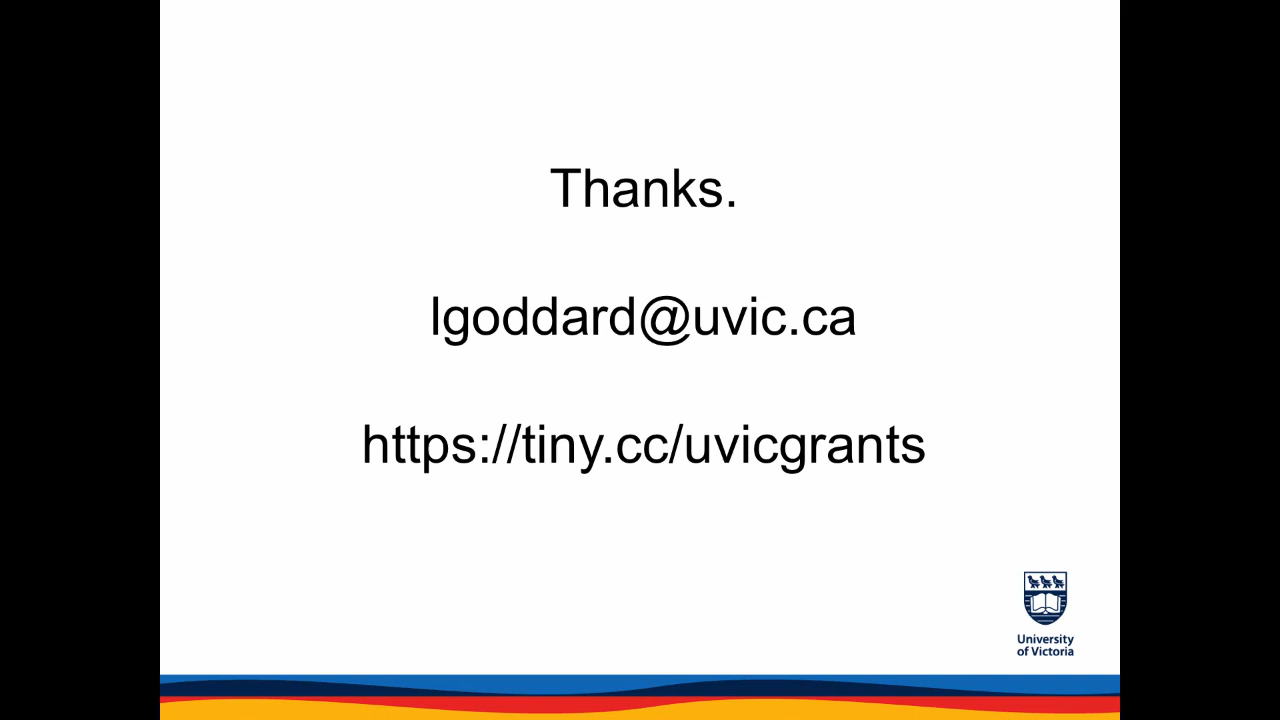 Thanks.
lgoddard@uvic.ca
https://tiny.cc/uvicgrants
University
of Victoria